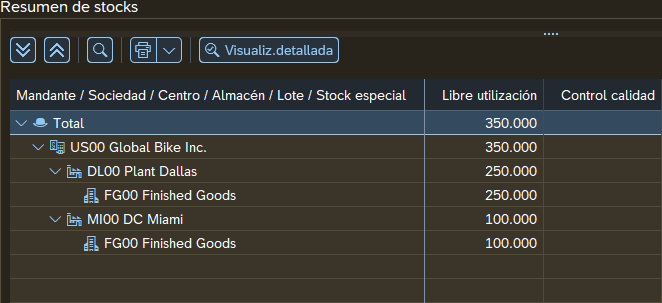 Resumen de stocks
Visualiz.detallada
Mandante / Sociedad / Centro / Almacén / Lote / Stock especial Libre utilización Control calidad
Total 350.000
US00 Global Bike Inc. 350.000
DL00 Plant Dallas 250.000
FG00 Finished Goods 250.000
MI00 DC Miami 100.000
FG00 Finished Goods 100.000